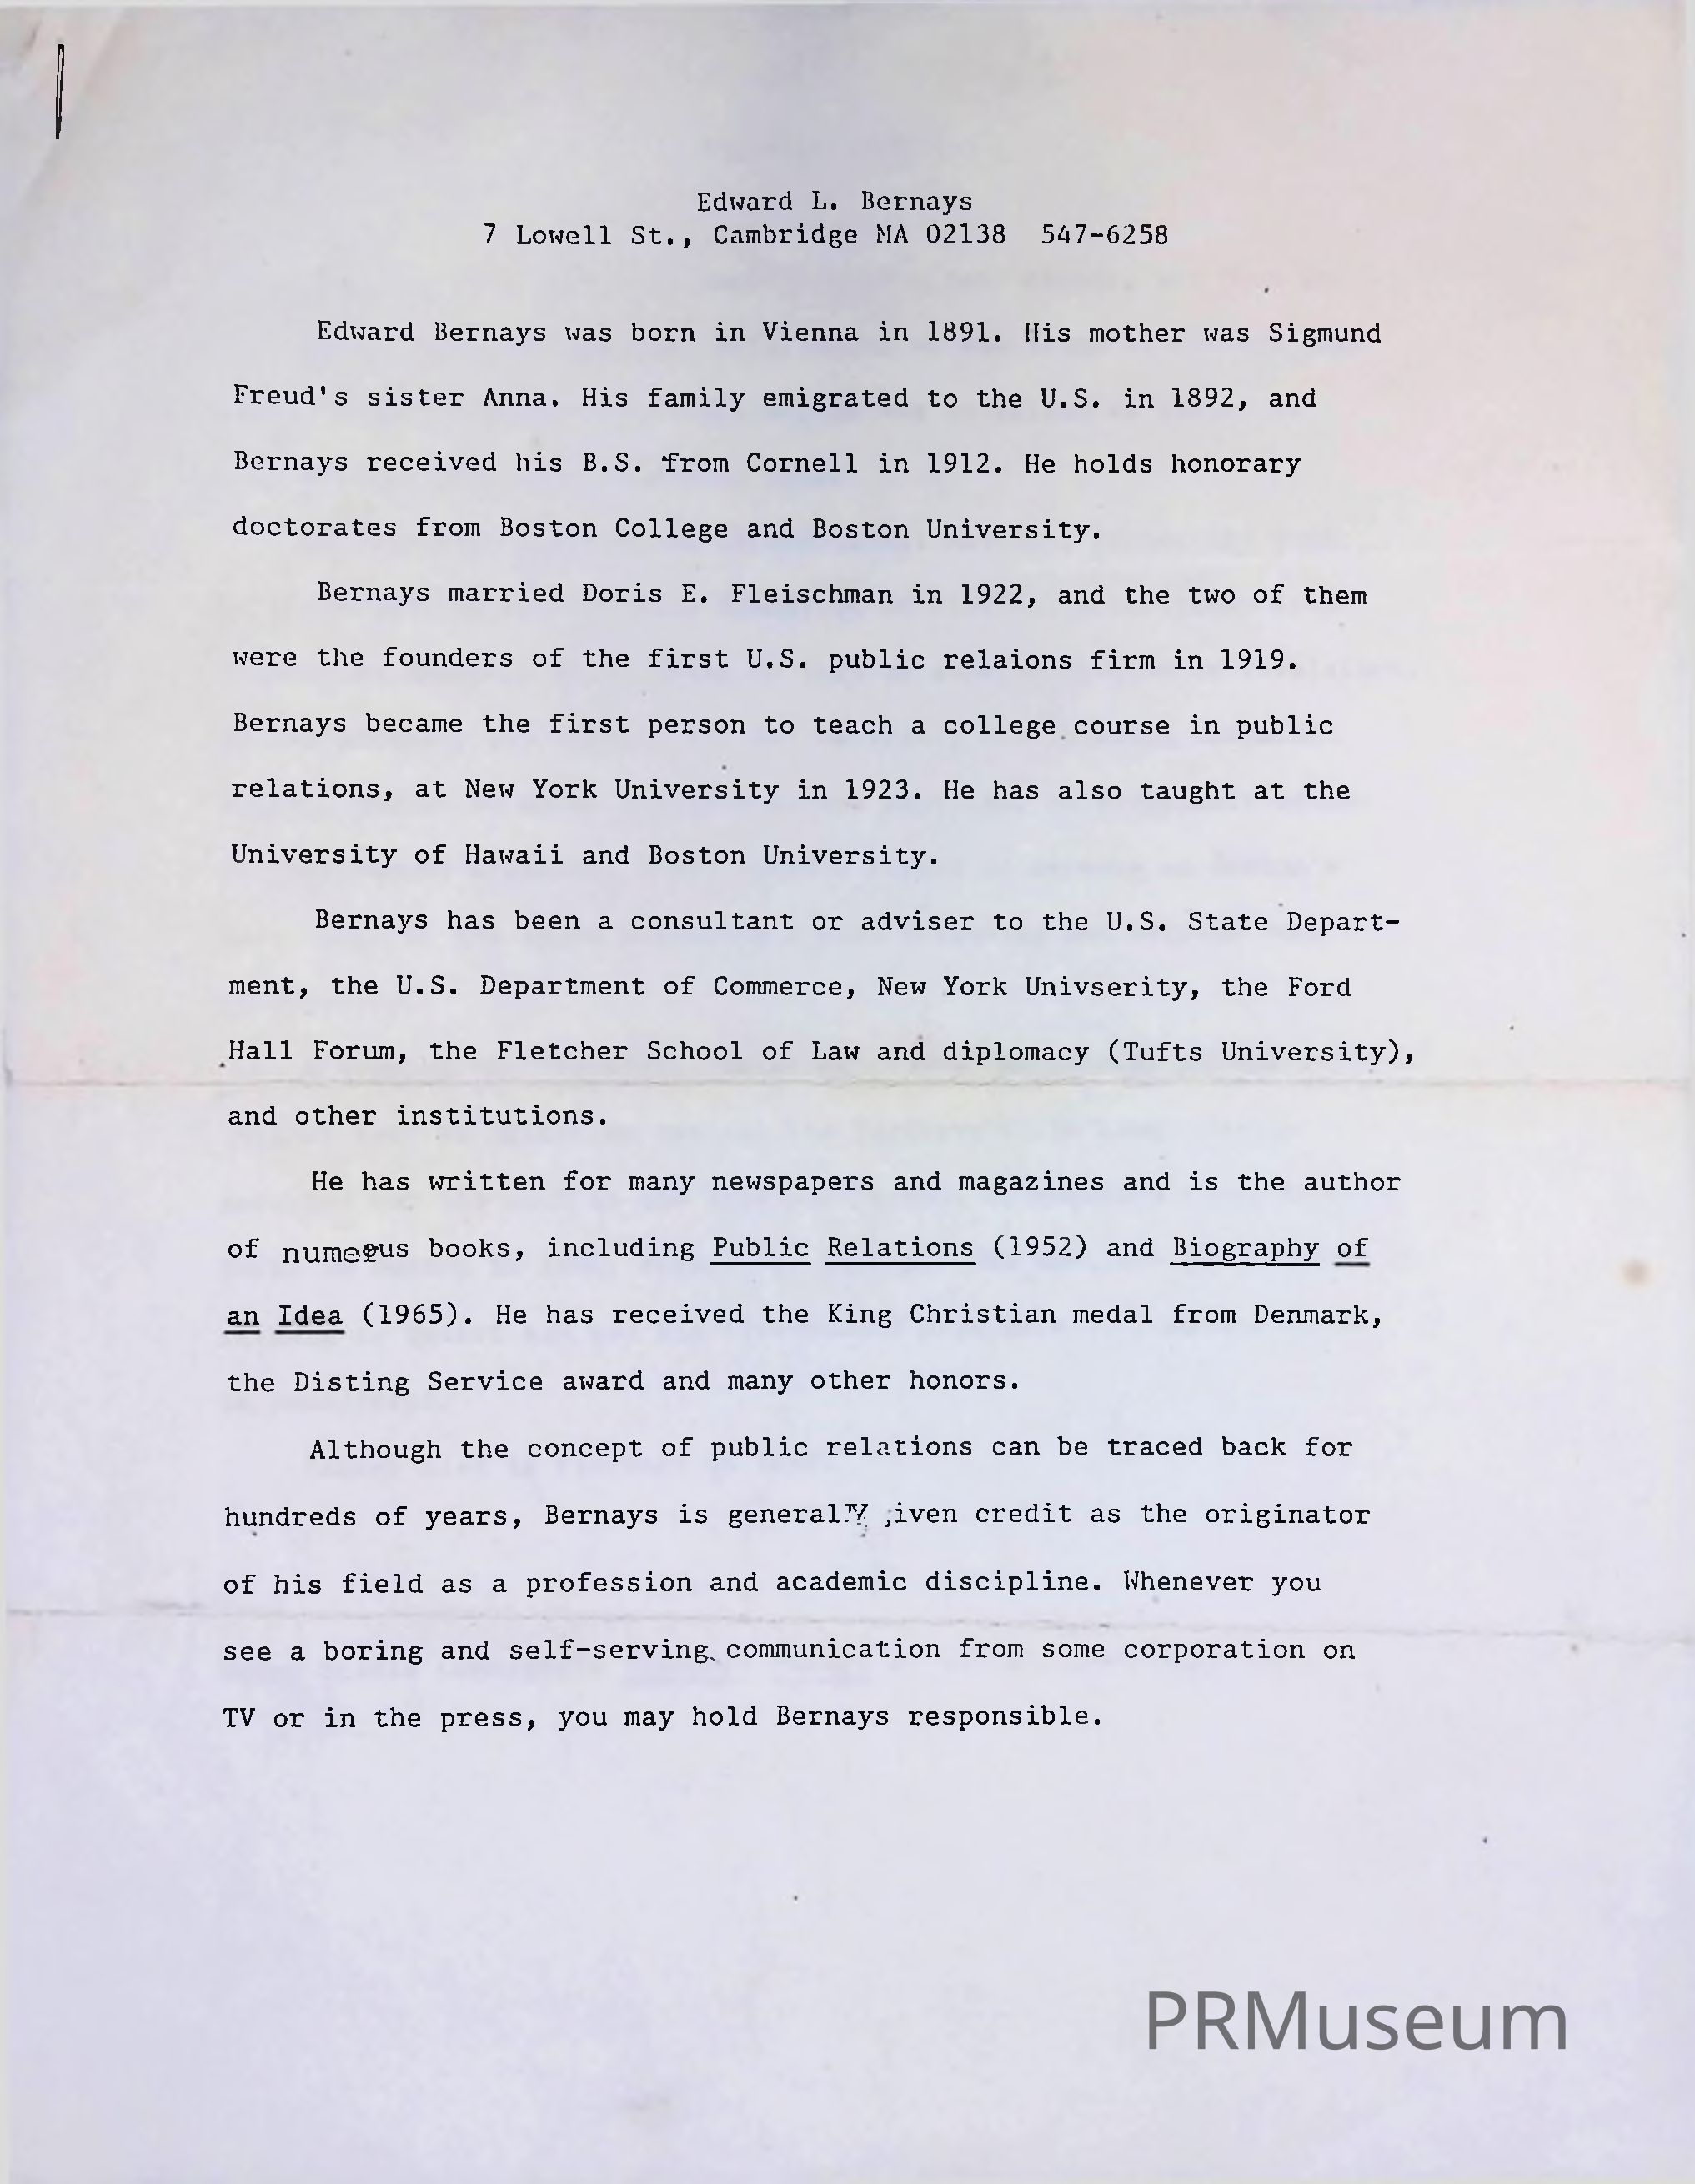 Edward L. Bernays
7 Lowell St., Cambridge MA 02138 547-6258
Edward Bernays was born in Vienna in 1891. His mother was Sigmund
Freud's sister Anna. His family emigrated to the U.S. in 1892, and
Bernays received his B.S. from Cornell in 1912. He holds honorary
doctorates from Boston College and Boston University.
Bernays married Doris E. Fleischman in 1922, and the two of them
were the founders of the first U.S. public relaions firm in 1919.
Bernays became the first person to teach a college course in public
relations, at New York University in 1923. He has also taught at the
University of Hawaii and Boston University.
Bernays has been a consultant or adviser to the U.S. State Depart-
ment, the U.S. Department of Commerce, New York Univserity, the Ford
Hall Forum, the Fletcher School of Law and diplomacy (Tufts University),
and other institutions.
He has written for many newspapers and magazines and is the author
of books, including Public Relations (1952) and Biography of
an Idea (1965). He has received the King Christian medal from Denmark,
the Disting Service award and many other honors.
Although the concept of public relations can be traced back for
hundreds of years, Bernays is credit as the originator
of his field as a profession and academic discipline. Whenever you
see a boring and self-serving communication from some corporation on
TV or in the press, you may hold Bernays responsible.
PRMuseum